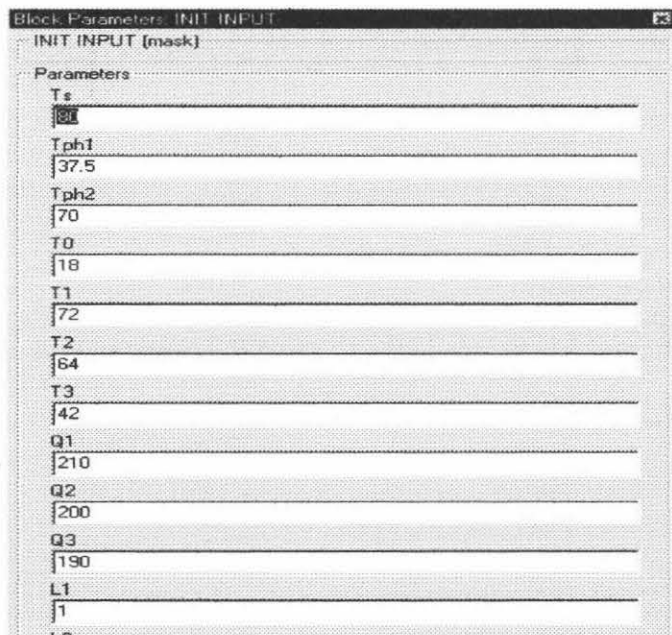 Block Parameters: INIT INPUT
INIT INPUT (mask)
Parameters
Ts
80
Tph1
37.5
Tph2
70
T0
18
T1
72
T2
64
T3
42
Q1
210
Q2
200
Q3
190
L1
1